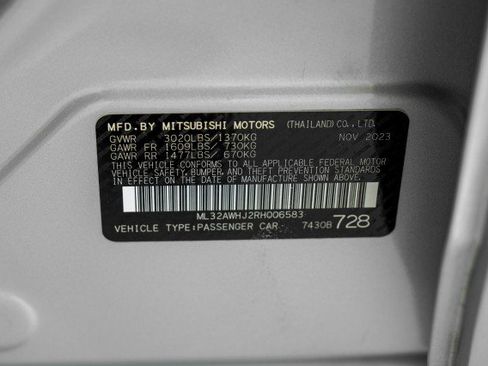 MFD.BY MITSUBISHI MOTORS (THAILAND)CO.,LTD.
GVWR 3020LBS/1370KG NOV 2023
GAWR FR 1609LBS/ 730KG
GAWR RR 1477LBS/ 670KG
THIS VEHICLE CONFORMS TO ALL APPLICABLE FEDERAL MOTOR
VEHICLE SAFETY, BUMPER, AND THEFT PREVENTION STANDARDS
IN EFFECT ON THE DATE OF MANUFACTURE SHOWN ABOVE.
ML32AWHJ2RH006583
VEHICLE TYPE:PASSENGER CAR 7430B 728